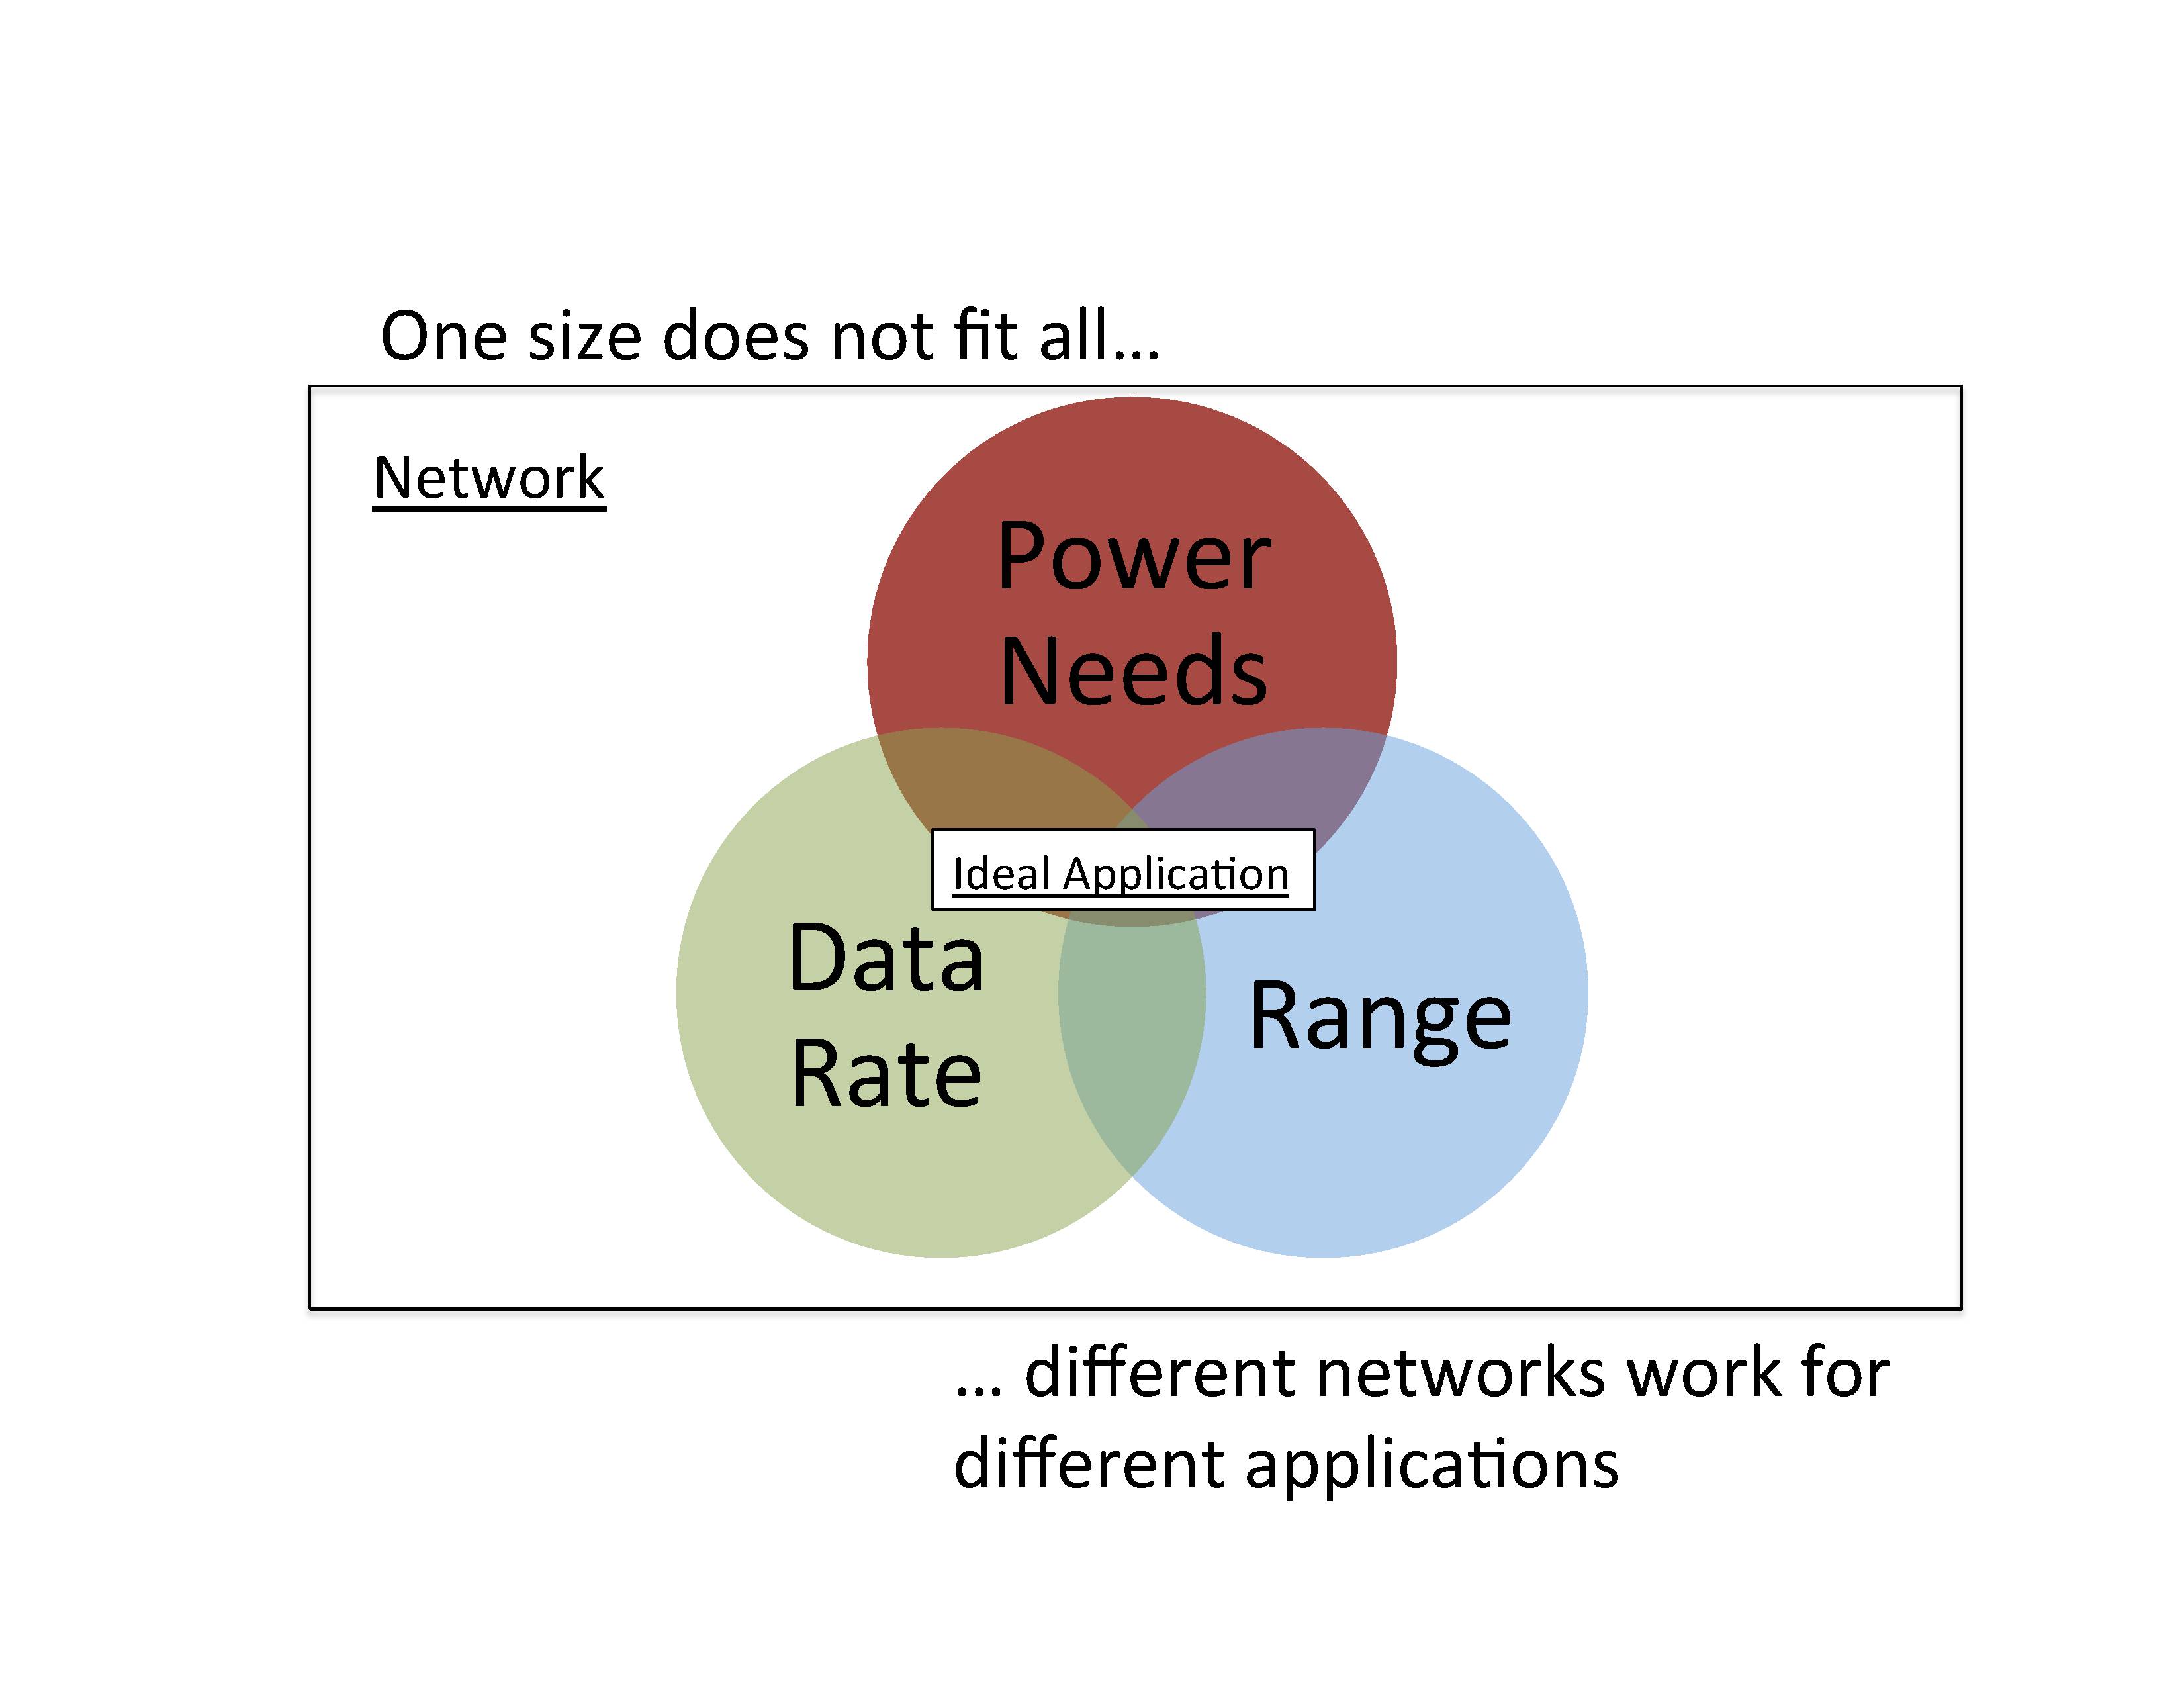 One size does not fit all...
Network
Power
Needs
Ideal Application
Data
Rate
Range
... different networks work for
different applications